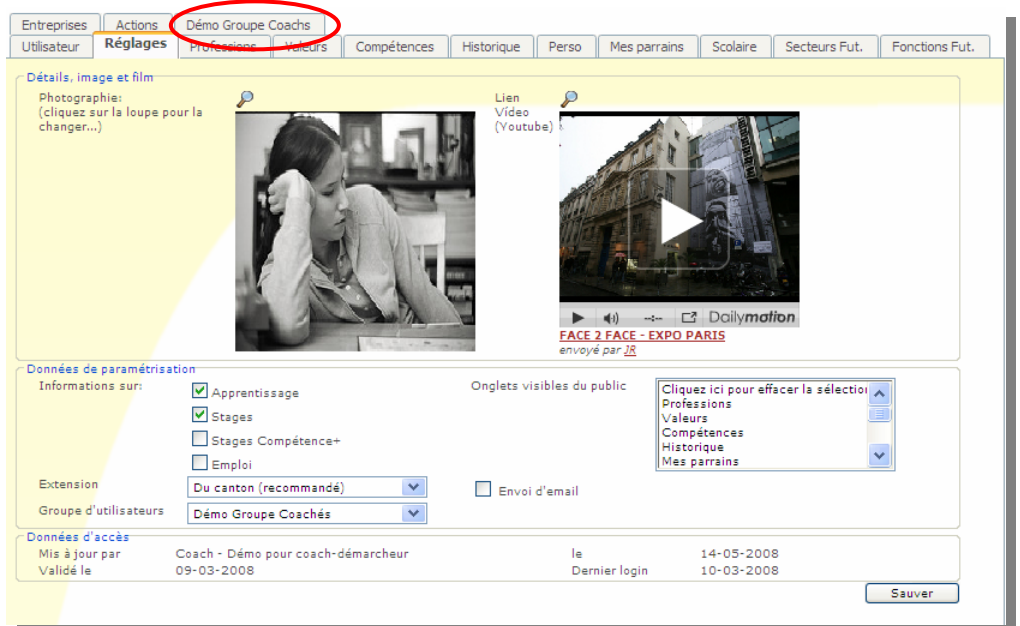 Entreprises Actions Démo Groupe Coachs
Utilisateur Réglages Professions Valeurs Compétences Historique Perso Mes parrains Scolaire Secteurs Fut. Fonctions Fut.
Détails, image et film
Photographie:
(cliquez sur la loupe pour la
changer...)
Lien
Vídeo
(Youtube)
--:-- Dailymotion
FACE 2 FACE - EXPO PARIS
envoyé par JR
Données de paramétrisation
Informations sur:
Apprentissage
Stages
Stages Compétence+
Emploi
Onglets visibles du public
Cliquez ici pour effacer la sélection
Professions
Valeurs
Compétences
Historique
Mes parrains
Extension Du canton (recommandé) Envoi d'email
Groupe d'utilisateurs Démo Groupe Coachés
Données d'accès
Mis à jour par Coach - Démo pour coach-démarcheur le 14-05-2008
Validé le 09-03-2008 Dernier login 10-03-2008
Sauver